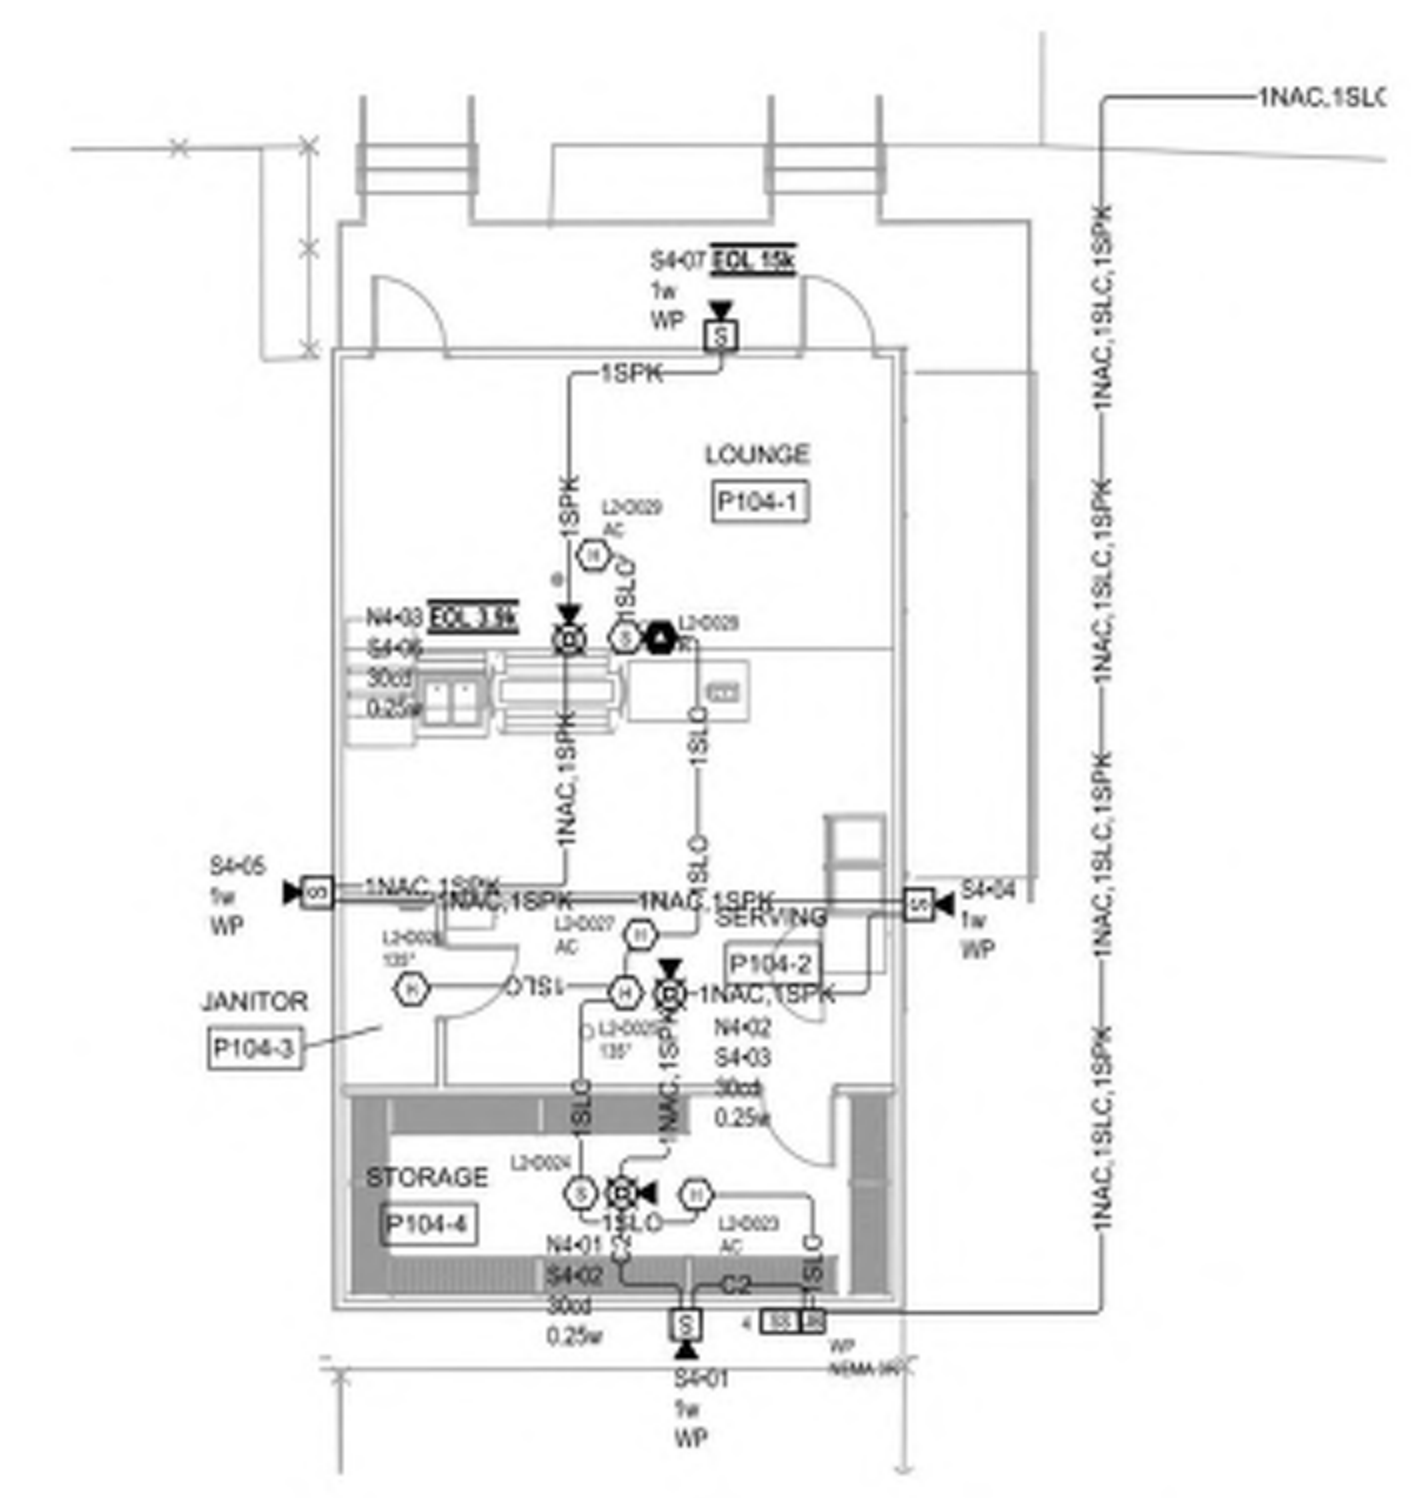 1NAC,1SLC
1NAC,1SLC,1SPK
1NAC,1SLC,1SPK
1NAC,1SLC,1SPK
1NAC,1SLC,1SPK
S4-07 EOL 15k
1w
WP
S
1SPK
LOUNGE
P104-1
1SPK
L2-D029
AC
H
1SLC
N4-03 EOL 3.9k
S4-06
30cd
0.25w
S
L2-D028
1SLC
1NAC,1SPK
1SLC
S4-05
1w
WP
S
1NAC,1SPK
1NAC,1SPK
1NAC,1SPK
S
S4-04
1w
WP
SERVING
P104-2
L2-D027
AC
H
135°
H
1SLC
H
1NAC,1SPK
JANITOR
P104-3
L2-D025
135°
N4-02
S4-03
30cd
0.25w
1SLC
1NAC,1SPK
STORAGE
P104-4
L2-D024
S
H
1SLC
L2-D023
AC
1SLC
C2
N4-01
S4-02
30cd
0.25w
C2
S
4
WP
S4-01
1w
WP